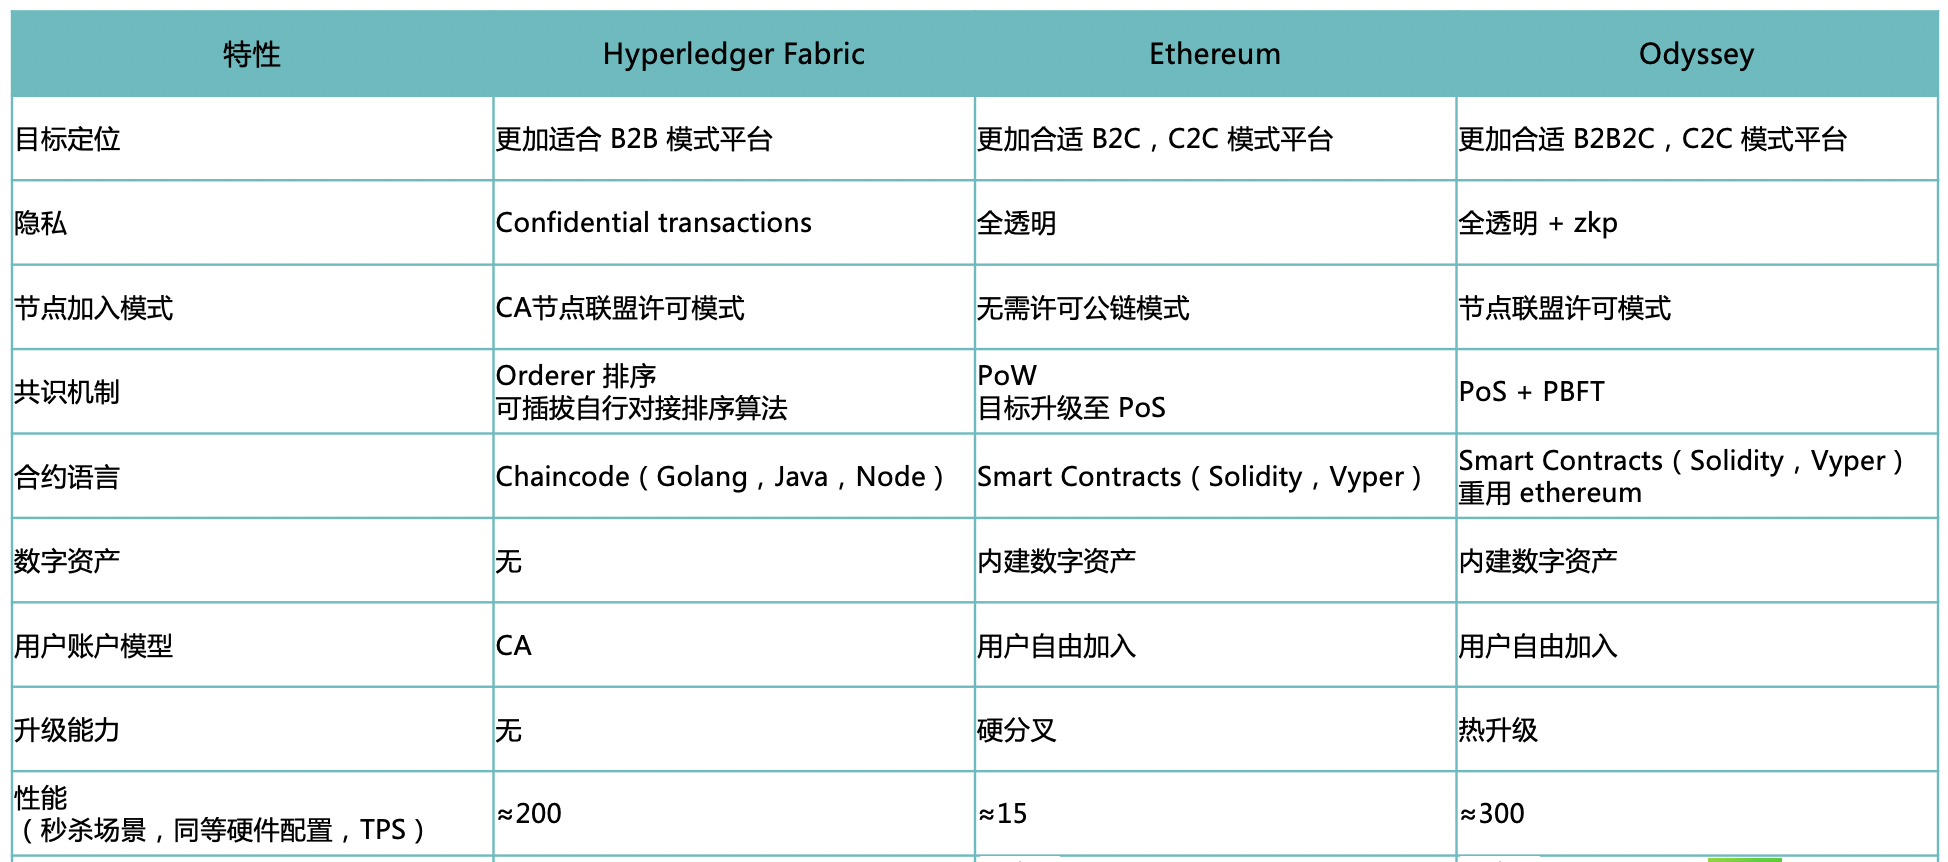 特性 Hyperledger Fabric Ethereum Odyssey
目标定位 更加适合 B2B 模式平台 更加合适 B2C，C2C 模式平台 更加合适 B2B2C，C2C 模式平台
隐私 Confidential transactions 全透明 全透明 + zkp
节点加入模式 CA节点联盟许可模式 无需许可公链模式 节点联盟许可模式
共识机制
Orderer 排序
可插拔自行对接排序算法
PoW
目标升级至 PoS
PoS + PBFT
合约语言 Chaincode（Golang，Java，Node） Smart Contracts（Solidity，Vyper）
Smart Contracts（Solidity，Vyper）
重用 ethereum
数字资产 无 内建数字资产 内建数字资产
用户账户模型 CA 用户自由加入 用户自由加入
升级能力 无 硬分叉 热升级
性能
（秒杀场景，同等硬件配置，TPS）
≈200 ≈15 ≈300